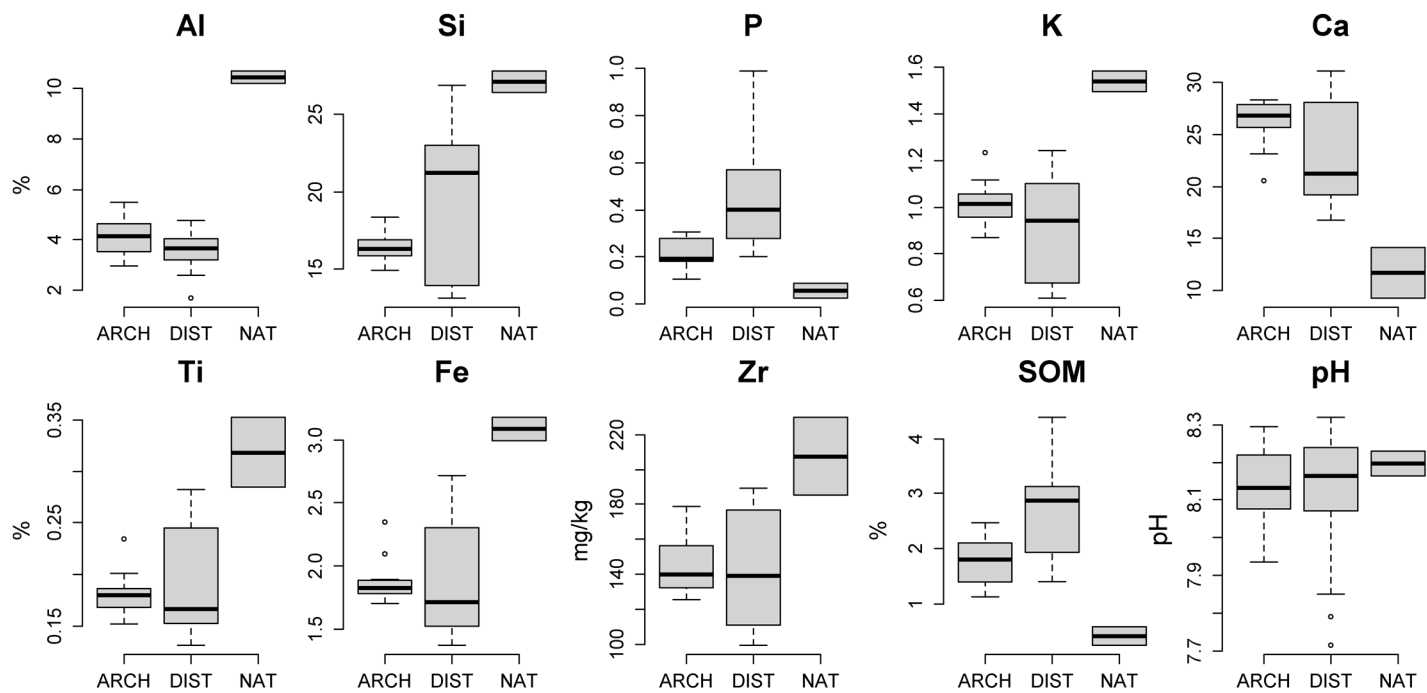 Al Si P K Ca
% 2 4 6 8 10
15 20 25
0.0 0.2 0.4 0.6 0.8 1.0
0.6 0.8 1.0 1.2 1.4 1.6
10 15 20 25 30
ARCH DIST NAT ARCH DIST NAT ARCH DIST NAT ARCH DIST NAT ARCH DIST NAT
Ti Fe Zr SOM pH
% 0.15 0.25 0.35
1.5 2.0 2.5 3.0
mg/kg 100 140 180 220
% 1 2 3 4
pH 7.7 7.9 8.1 8.3
ARCH DIST NAT ARCH DIST NAT ARCH DIST NAT ARCH DIST NAT ARCH DIST NAT